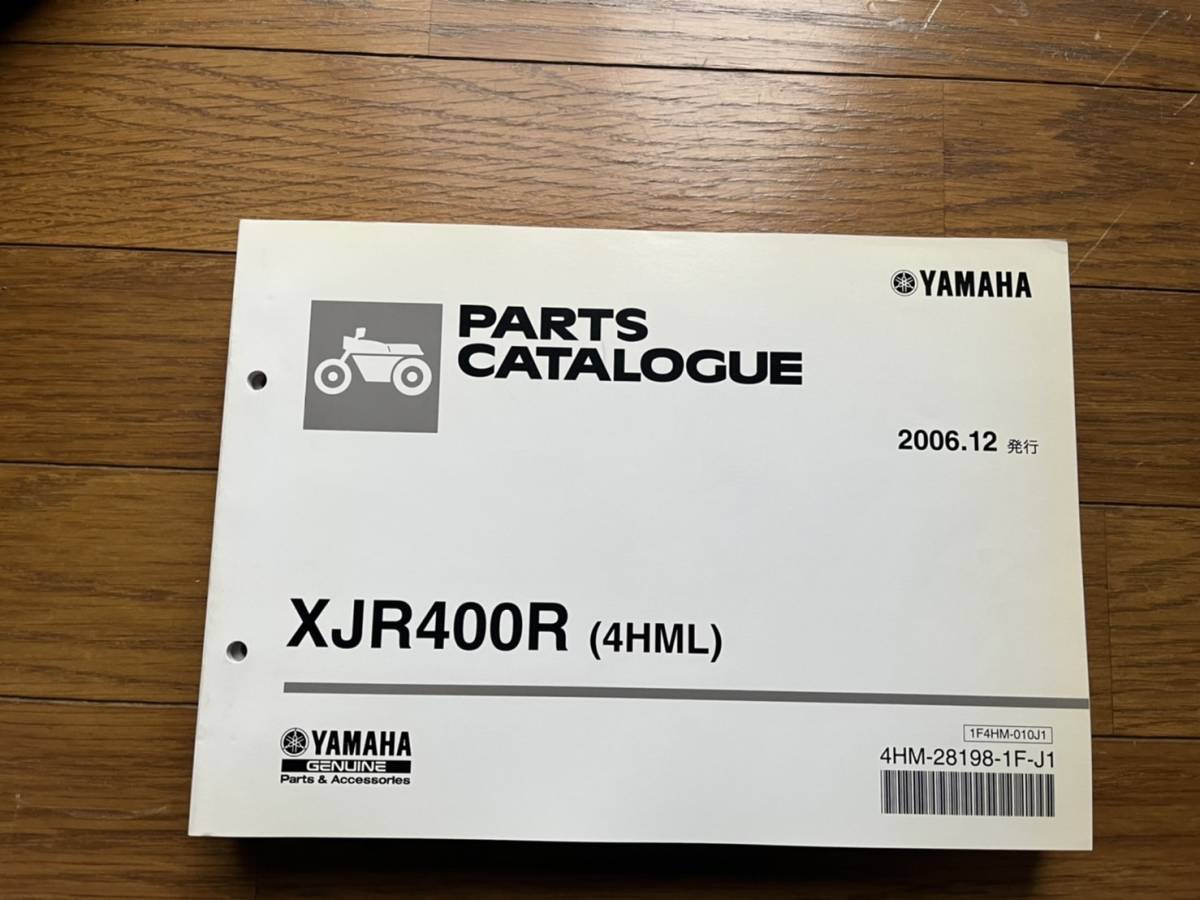 YAMAHA
PARTS
CATALOGUE
2006.12 発行
XJR400R (4HML)
YAMAHA
GENUINE
Parts & Accessories
1F4HM-010J1
4HM-28198-1F-J1